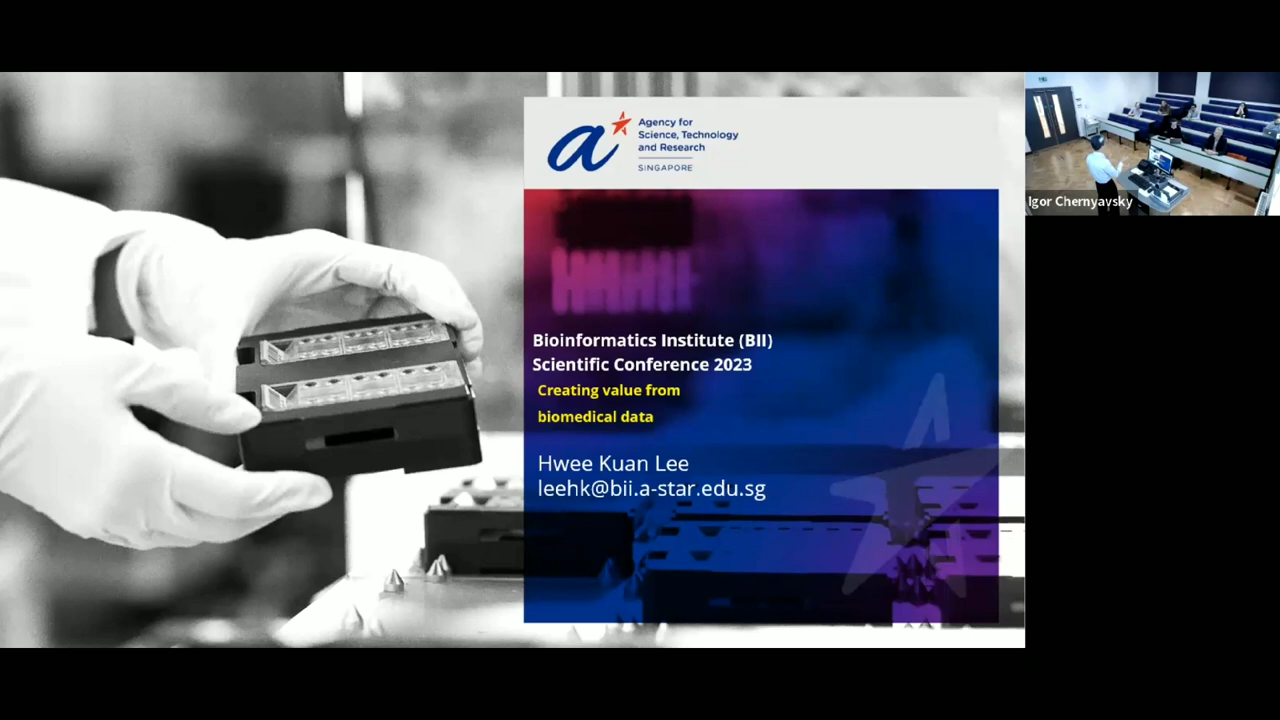 a
Agency for
Science, Technology
and Research
SINGAPORE
Bioinformatics Institute (BII)
Scientific Conference 2023
Creating value from
biomedical data
Hwee Kuan Lee
leehk@bii.a-star.edu.sg
Igor Chernyavsky